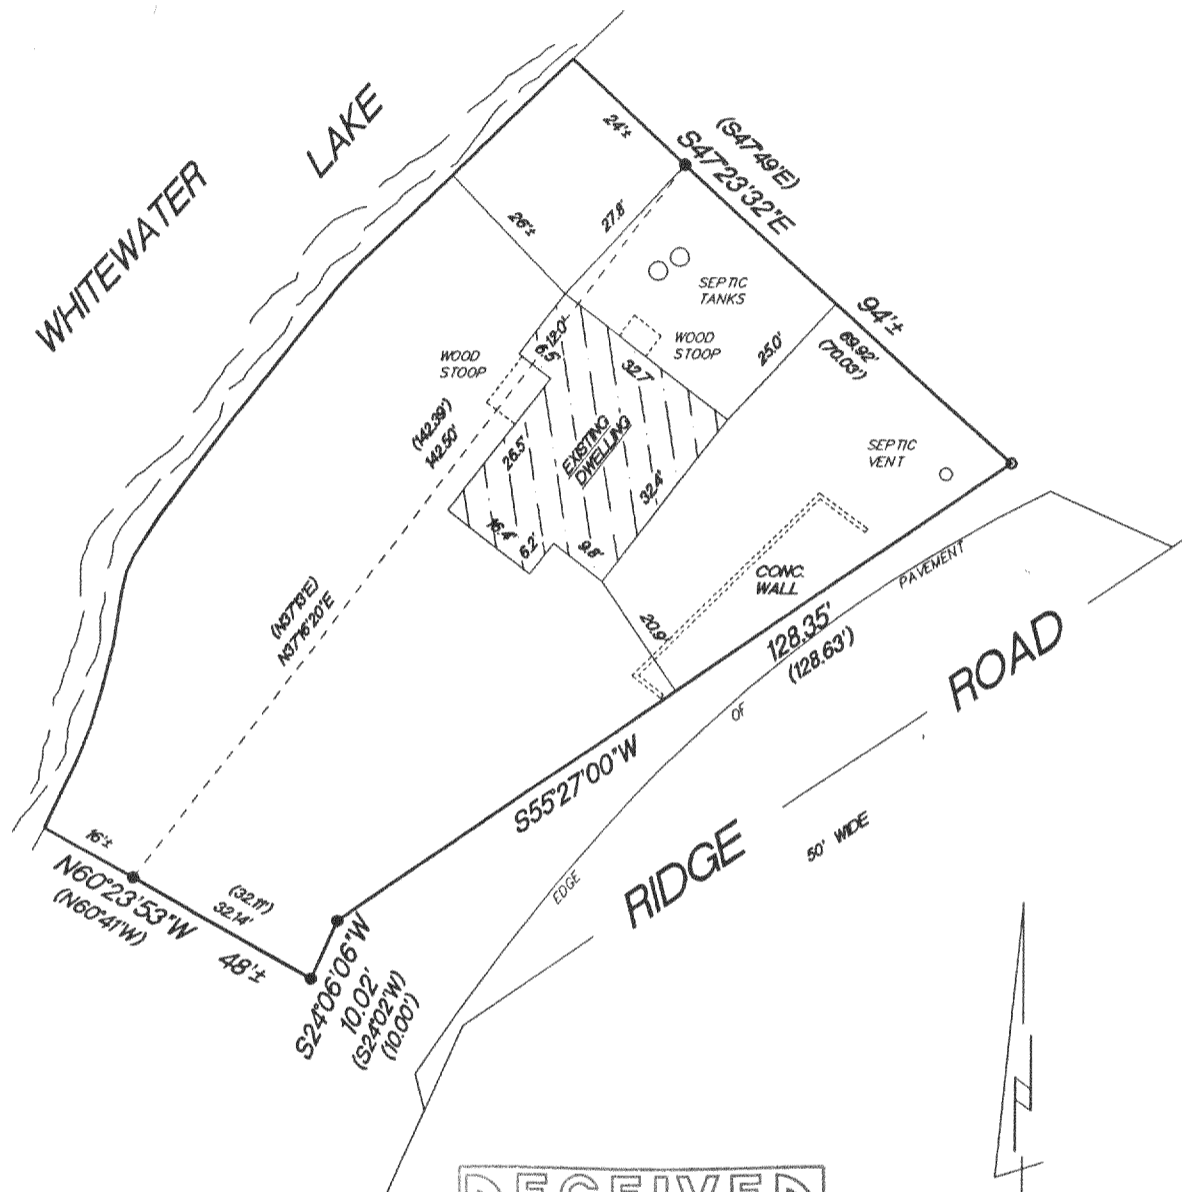 WHITEWATER LAKE
24'±
(S47°49'E)
S47°23'32"E
26'±
27.8'
SEPTIC
TANKS
94'±
69.92'
(70.03')
WOOD
STOOP
12.0'
6.5'
WOOD
STOOP
32.7'
25.0'
(142.39')
142.50'
26.5'
EXISTING
DWELLING
32.4'
SEPTIC
VENT
15.4'
6.2'
9.8'
CONC.
WALL
20.9'
(N37°13'E)
N37°16'20"E
128.35'
(128.63')
S55°27'00"W
EDGE OF PAVEMENT
RIDGE ROAD
50' WIDE
16'±
N60°23'53"W
(N60°41'W)
(32.11')
32.14'
48'±
S24°06'06"W
10.02'
(S24°02'W)
(10.00')
N
RECEIVED